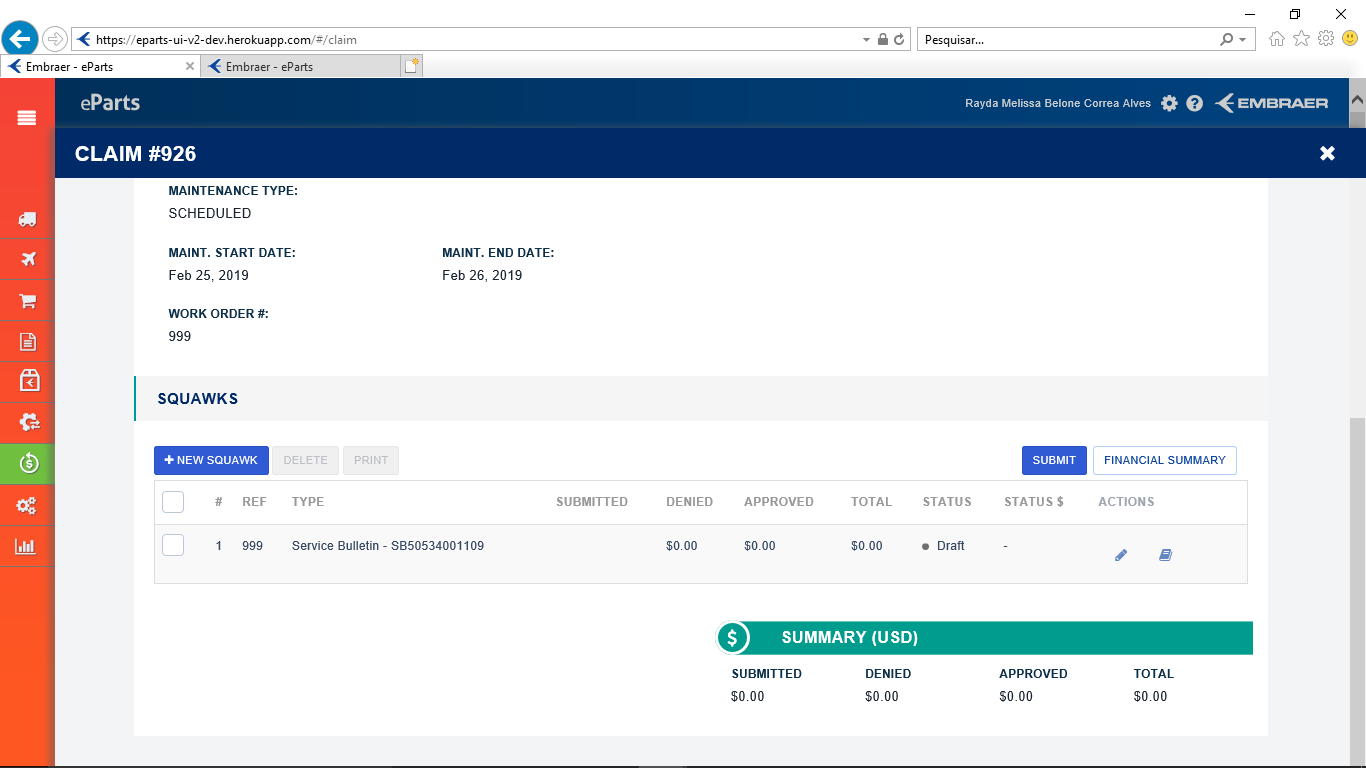 https://eparts-ui-v2-dev.herokuapp.com/#/claim
Pesquisar...
Embraer - eParts
Embraer - eParts
eParts
Rayda Melissa Belone Correa Alves
EMBRAER
CLAIM #926
MAINTENANCE TYPE:
SCHEDULED
MAINT. START DATE: MAINT. END DATE:
Feb 25, 2019 Feb 26, 2019
WORK ORDER #:
999
SQUAWKS
+ NEW SQUAWK DELETE PRINT SUBMIT FINANCIAL SUMMARY
# REF TYPE SUBMITTED DENIED APPROVED TOTAL STATUS STATUS $ ACTIONS
1 999 Service Bulletin - SB50534001109 $0.00 $0.00 $0.00 Draft -
$ SUMMARY (USD)
SUBMITTED DENIED APPROVED TOTAL
$0.00 $0.00 $0.00 $0.00